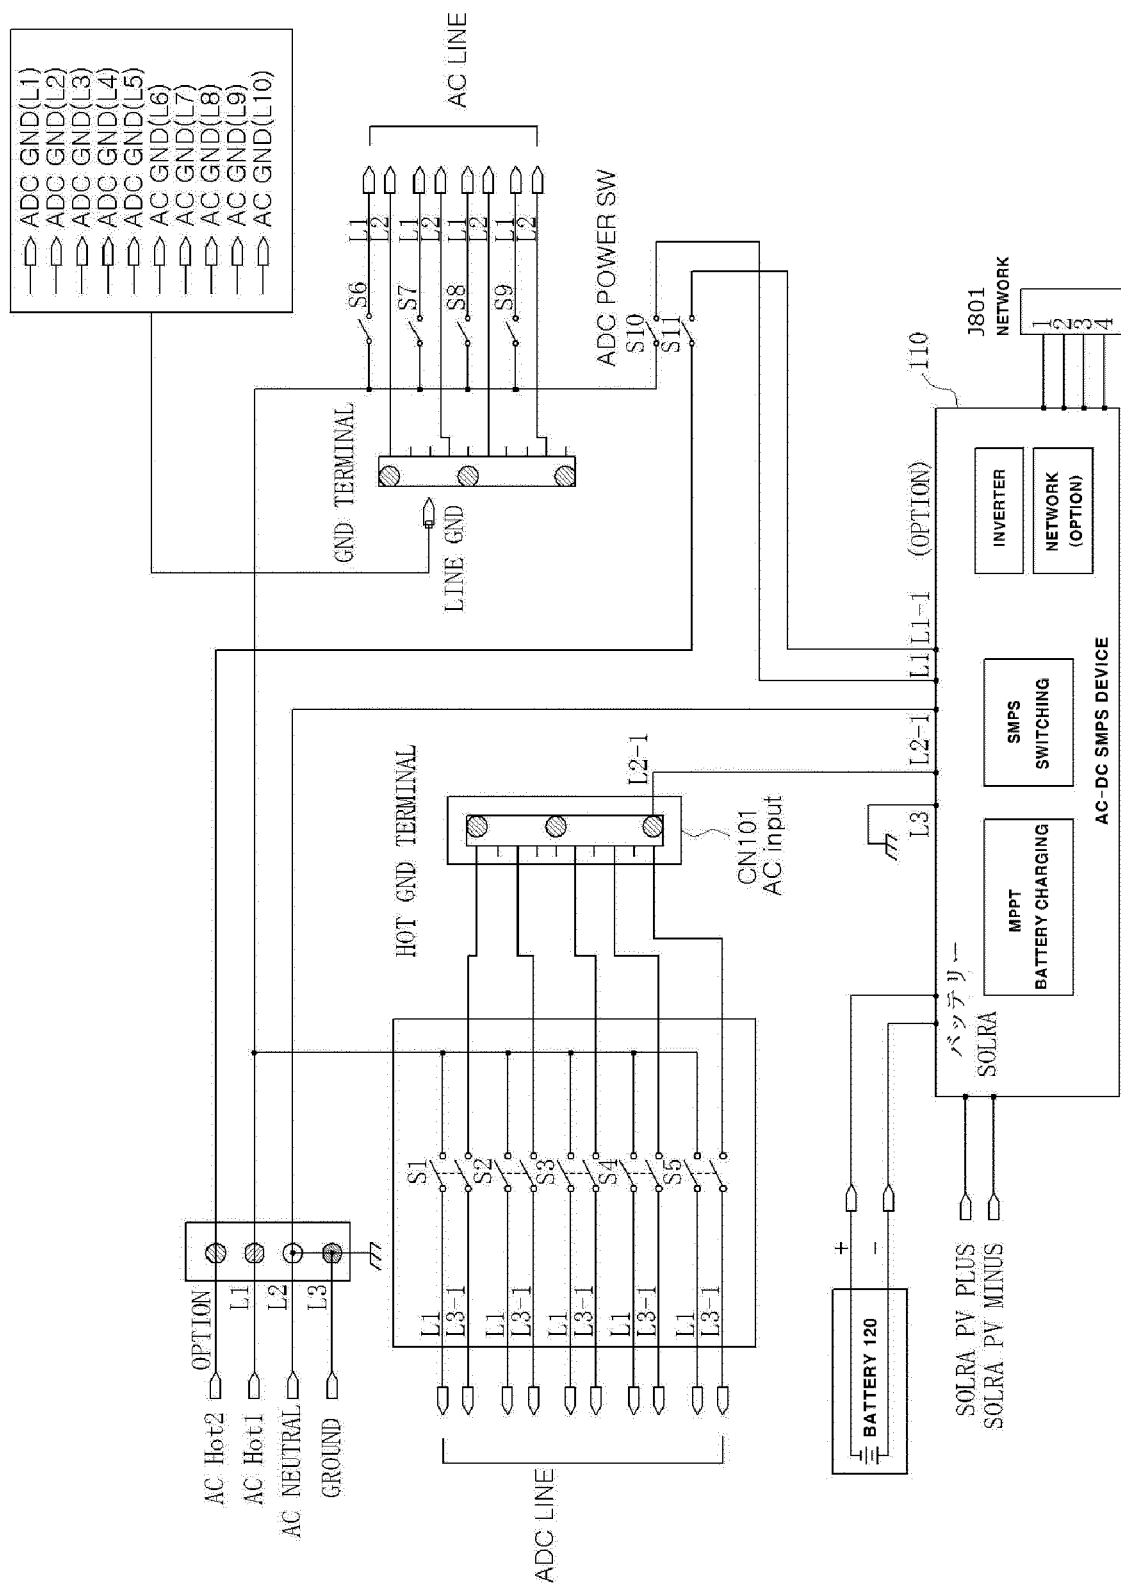 ADC GND(L1)
ADC GND(L2)
ADC GND(L3)
ADC GND(L4)
ADC GND(L5)
AC GND(L6)
AC GND(L7)
AC GND(L8)
AC GND(L9)
AC GND(L10)
AC LINE
L1
L2
L1
L2
L1
L2
L1
L2
S6
S7
S8
S9
ADC POWER SW
S10
S11
GND TERMINAL
LINE GND
J801
NETWORK
1
2
3
4
110
(OPTION)
L1-1
L1
L2-1
L3
INVERTER
NETWORK
(OPTION)
SMPS
SWITCHING
MPPT
BATTERY CHARGING
AC-DC SMPS DEVICE
バッテリー
SOLRA
HOT GND TERMINAL
L2-1
CN101
AC input
S1
S2
S3
S4
S5
L1
L3-1
L1
L3-1
L1
L3-1
L1
L3-1
L1
L3-1
ADC LINE
OPTION
L1
L2
L3
AC Hot2
AC Hot1
AC NEUTRAL
GROUND
+
-
BATTERY 120
SOLRA PV PLUS
SOLRA PV MINUS